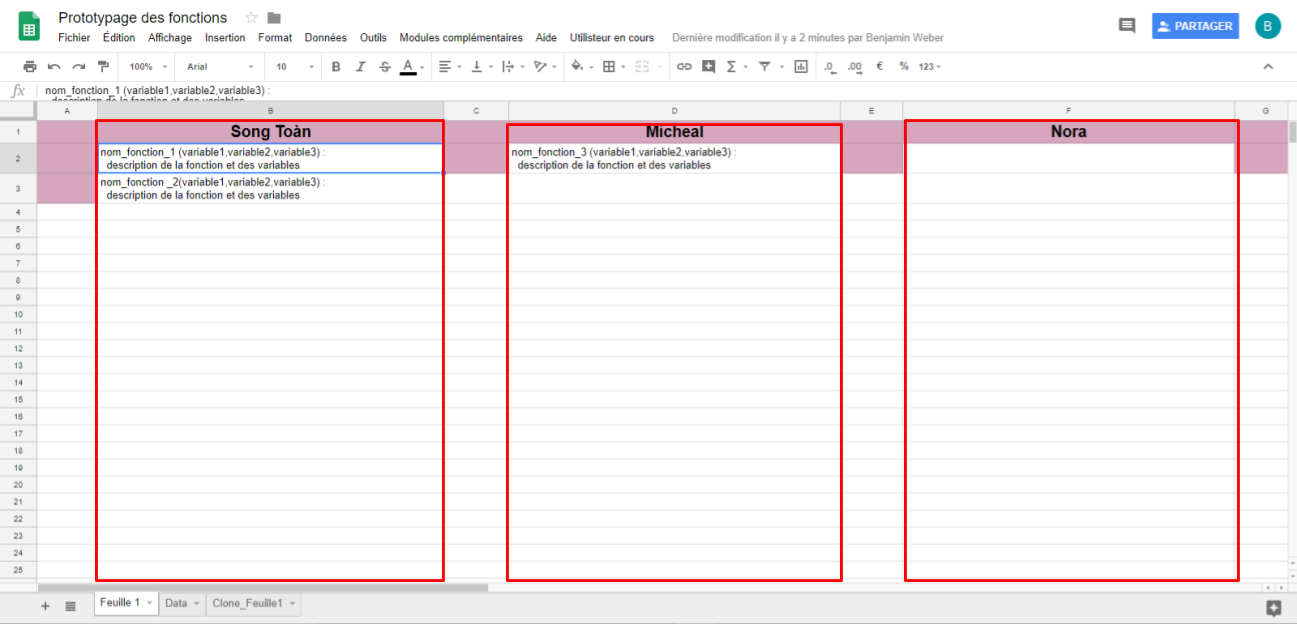 Prototypage des fonctions
Fichier Édition Affichage Insertion Format Données Outils Modules complémentaires Aide Utilisteur en cours Dernière modification il y a 2 minutes par Benjamin Weber
PARTAGER
B
100% Arial 10 B I S A .0 .00 € % 123
fx nom_fonction_1 (variable1,variable2,variable3) :
description de la fonction et des variables
A B C D E F G
1 Song Toàn Micheal Nora
2 nom_fonction_1 (variable1,variable2,variable3) : nom_fonction_3 (variable1,variable2,variable3) :
description de la fonction et des variables description de la fonction et des variables
3 nom_fonction _2(variable1,variable2,variable3) :
description de la fonction et des variables
4
5
6
7
8
9
10
11
12
13
14
15
16
17
18
19
20
21
22
23
24
25
+ Feuille 1 Data Clone_Feuille1